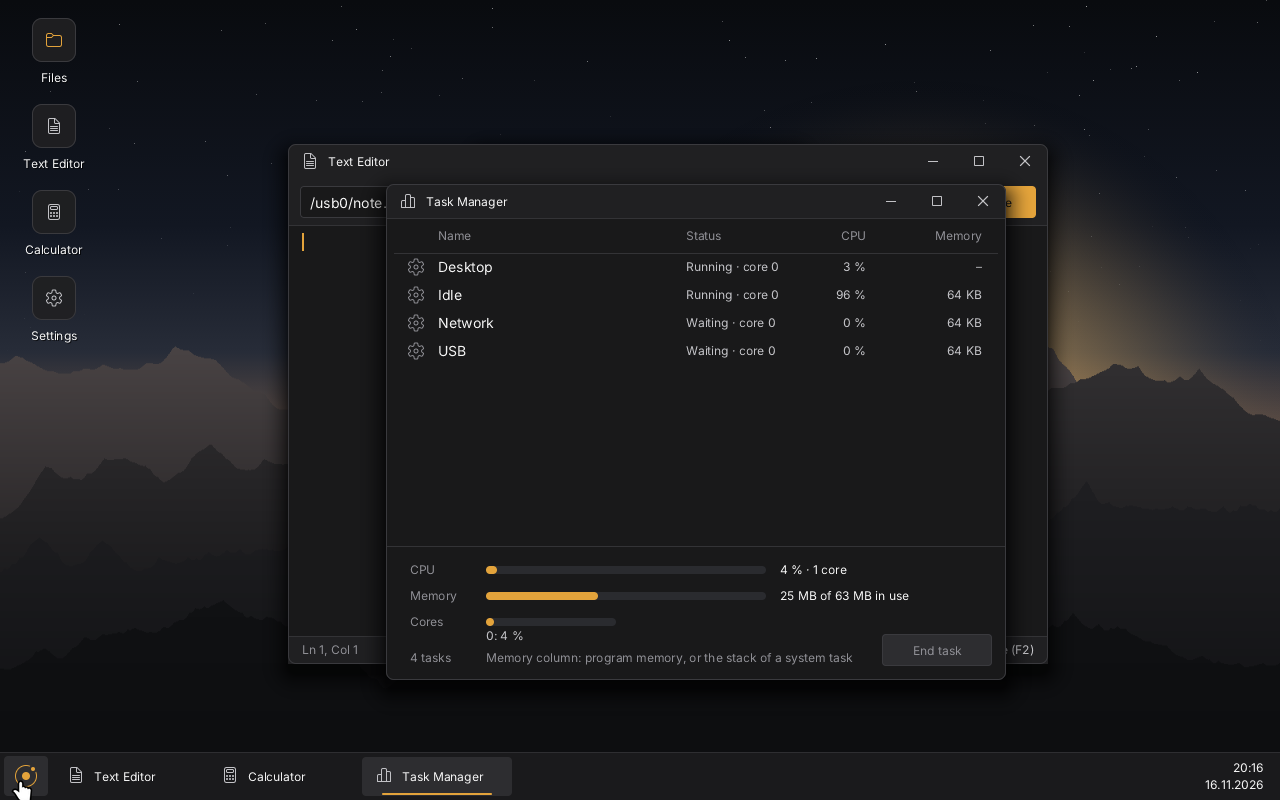 Files
Text Editor
Calculator
Settings
Text Editor
/usb0/note.
e
Task Manager
Name Status CPU Memory
Desktop Running · core 0 3 % –
Idle Running · core 0 96 % 64 KB
Network Waiting · core 0 0 % 64 KB
USB Waiting · core 0 0 % 64 KB
CPU 4 % · 1 core
Memory 25 MB of 63 MB in use
Cores
0: 4 %
4 tasks Memory column: program memory, or the stack of a system task End task
Ln 1, Col 1 (F2)
Text Editor Calculator Task Manager
20:16
16.11.2026